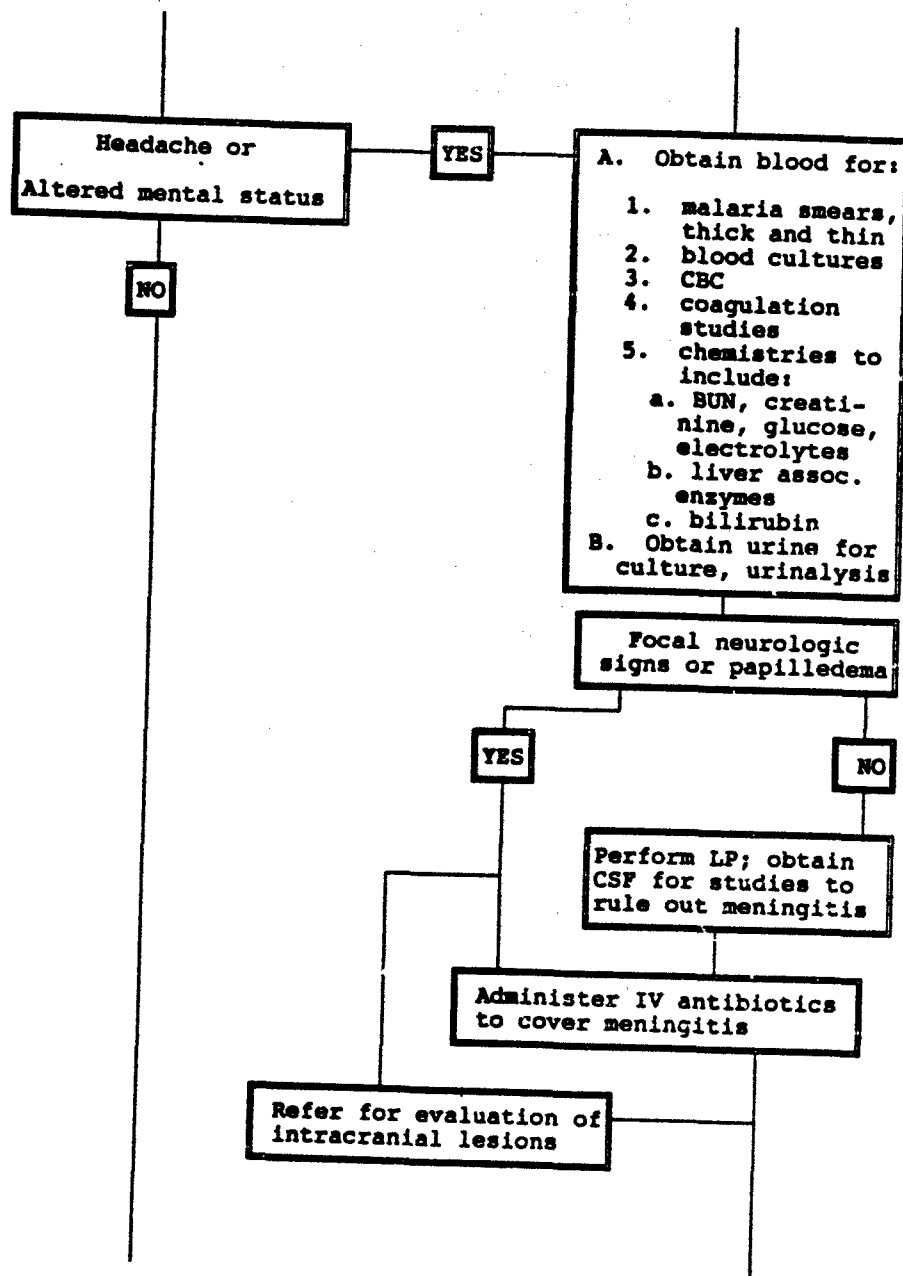 Headache or
Altered mental status
YES
NO
A. Obtain blood for:
1. malaria smears,
thick and thin
2. blood cultures
3. CBC
4. coagulation
studies
5. chemistries to
include:
a. BUN, creati-
nine, glucose,
electrolytes
b. liver assoc.
enzymes
c. bilirubin
B. Obtain urine for
culture, urinalysis
Focal neurologic
signs or papilledema
YES
NO
Perform LP; obtain
CSF for studies to
rule out meningitis
Administer IV antibiotics
to cover meningitis
Refer for evaluation of
intracranial lesions